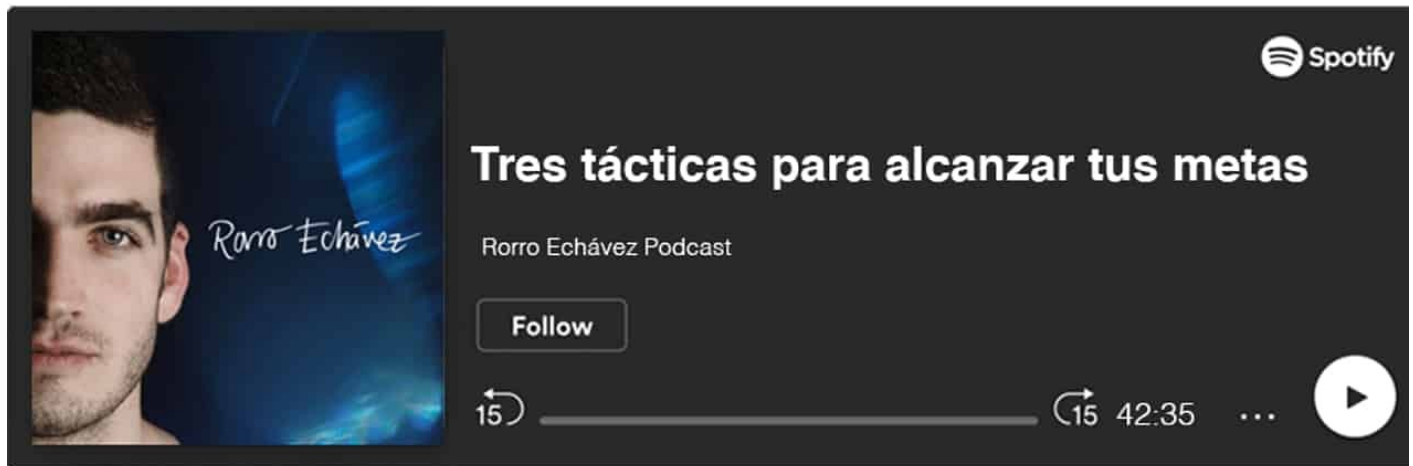 Spotify
Tres tácticas para alcanzar tus metas
Rorro Echávez
Rorro Echávez Podcast
Follow
15
15 42:35 ...